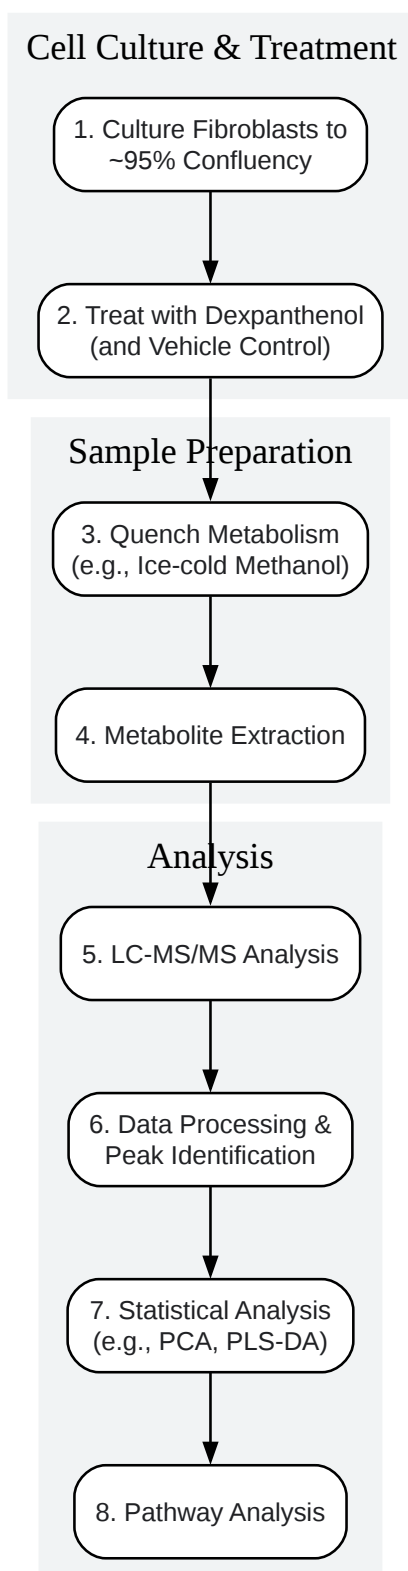 Cell Culture & Treatment
1. Culture Fibroblasts to
~95% Confluency
2. Treat with Dexpanthenol
(and Vehicle Control)
Sample Preparation
3. Quench Metabolism
(e.g., Ice-cold Methanol)
4. Metabolite Extraction
Analysis
5. LC-MS/MS Analysis
6. Data Processing &
Peak Identification
7. Statistical Analysis
(e.g., PCA, PLS-DA)
8. Pathway Analysis